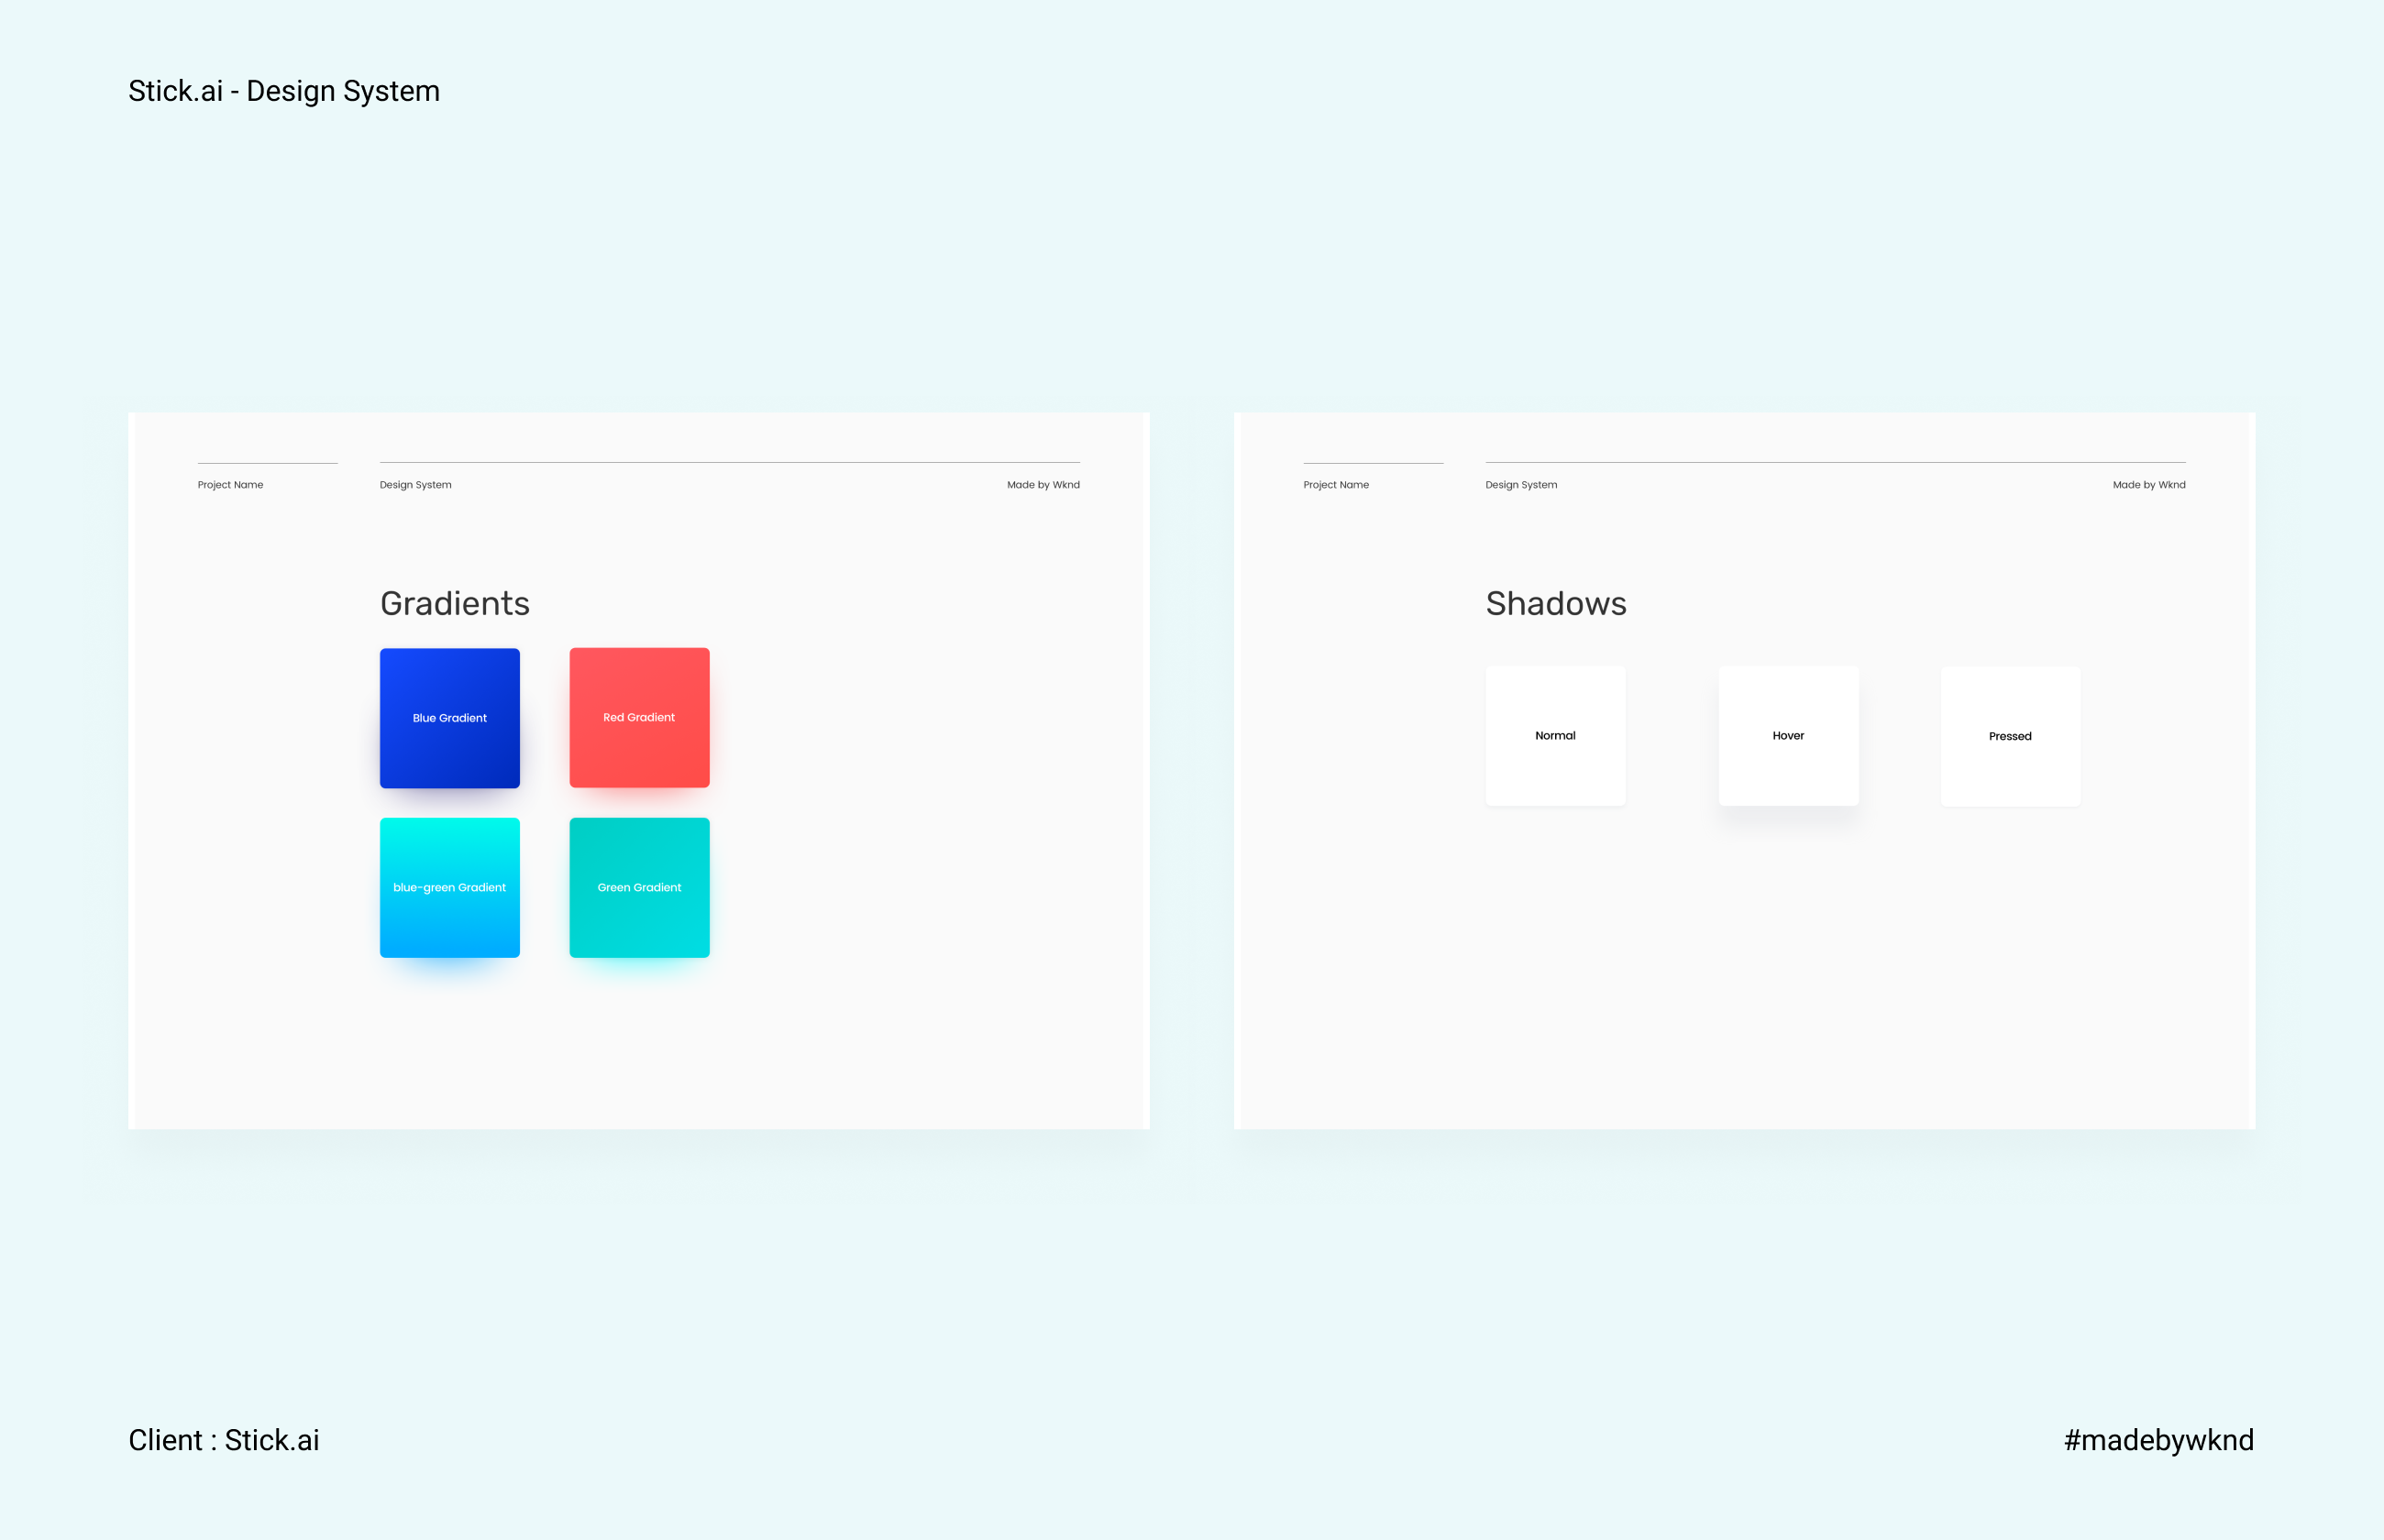 Stick.ai - Design System
Project Name
Design System
Made by Wknd
Gradients
Blue Gradient
Red Gradient
blue-green Gradient
Green Gradient
Project Name
Design System
Made by Wknd
Shadows
Normal
Hover
Pressed
Client : Stick.ai
#madebywknd